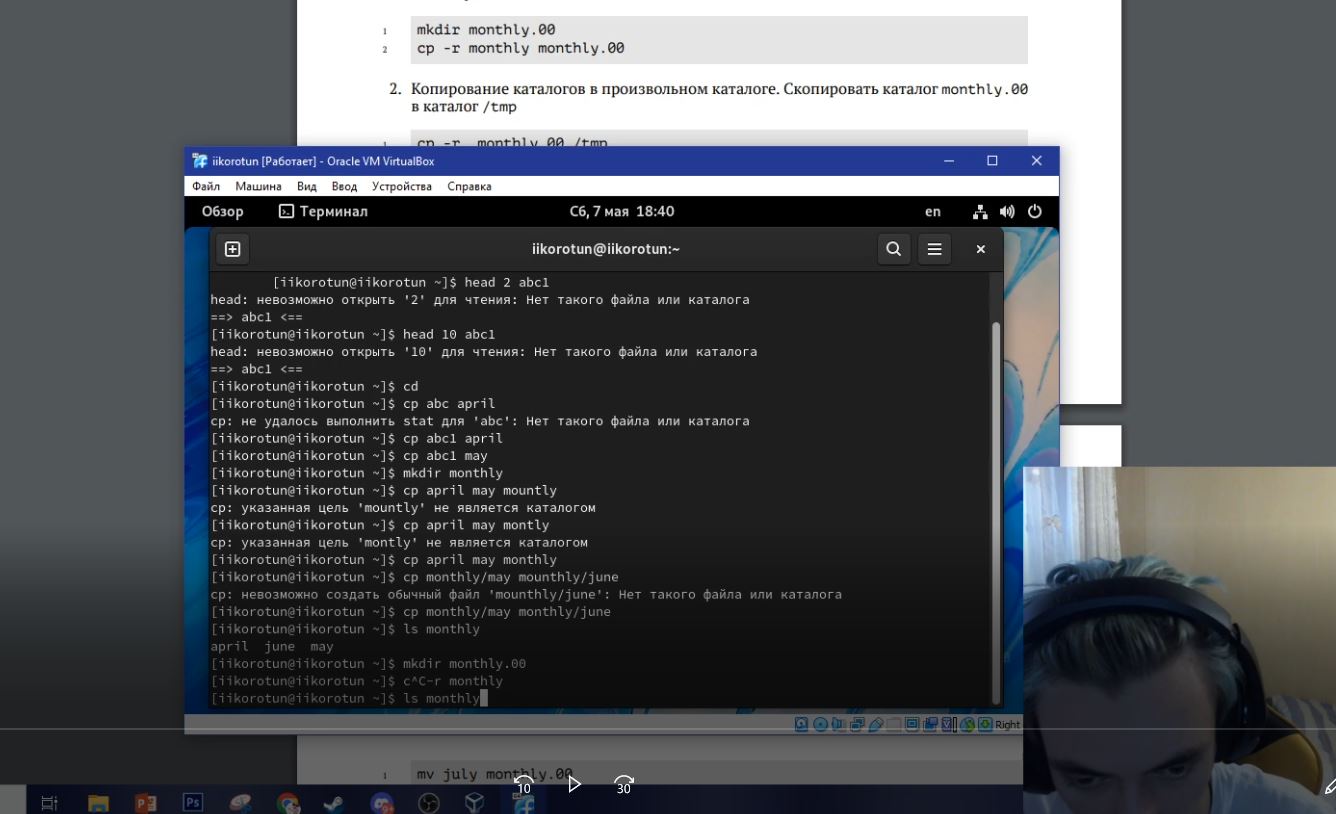 1 mkdir monthly.00
2 cp -r monthly monthly.00
2. Копирование каталогов в произвольном каталоге. Скопировать каталог monthly.00
в каталог /tmp
1 cp -r monthly.00 /tmp
iikorotun [Работает] - Oracle VM VirtualBox
Файл Машина Вид Ввод Устройства Справка
Обзор Терминал Сб, 7 мая 18:40 en
iikorotun@iikorotun:~
[iikorotun@iikorotun ~]$ head 2 abc1
head: невозможно открыть '2' для чтения: Нет такого файла или каталога
==> abc1 <==
[iikorotun@iikorotun ~]$ head 10 abc1
head: невозможно открыть '10' для чтения: Нет такого файла или каталога
==> abc1 <==
[iikorotun@iikorotun ~]$ cd
[iikorotun@iikorotun ~]$ cp abc april
cp: не удалось выполнить stat для 'abc': Нет такого файла или каталога
[iikorotun@iikorotun ~]$ cp abc1 april
[iikorotun@iikorotun ~]$ cp abc1 may
[iikorotun@iikorotun ~]$ mkdir monthly
[iikorotun@iikorotun ~]$ cp april may mountly
cp: указанная цель 'mountly' не является каталогом
[iikorotun@iikorotun ~]$ cp april may montly
cp: указанная цель 'montly' не является каталогом
[iikorotun@iikorotun ~]$ cp april may monthly
[iikorotun@iikorotun ~]$ cp monthly/may mounthly/june
cp: невозможно создать обычный файл 'mounthly/june': Нет такого файла или каталога
[iikorotun@iikorotun ~]$ cp monthly/may monthly/june
[iikorotun@iikorotun ~]$ ls monthly
april june may
[iikorotun@iikorotun ~]$ mkdir monthly.00
[iikorotun@iikorotun ~]$ c^C-r monthly
[iikorotun@iikorotun ~]$ ls monthly
Right
1 mv july monthly.00
10 30
Ps